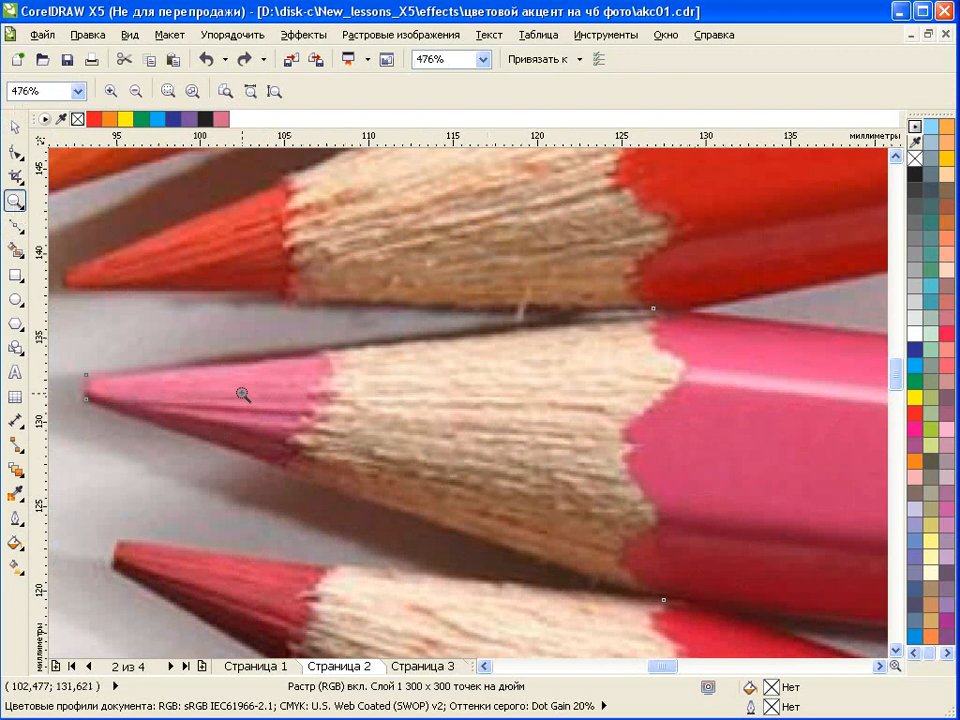 CorelDRAW X5 (Не для перепродажи) - [D:\disk-c\New_lessons_X5\effects\цветовой акцент на чб фото\akc01.cdr]
Файл Правка Вид Макет Упорядочить Эффекты Растровые изображения Текст Таблица Инструменты Окно Справка
476% Привязать к
476%
95 100 105 110 115 120 125 130 135 миллиметры
145
140
135
130
125
120
миллиметры
2 из 4 Страница 1 Страница 2 Страница 3
( 102,477; 131,621 ) Растр (RGB) вкл. Слой 1 300 x 300 точек на дюйм Нет
Цветовые профили документа: RGB: sRGB IEC61966-2.1; CMYK: U.S. Web Coated (SWOP) v2; Оттенки серого: Dot Gain 20% Нет